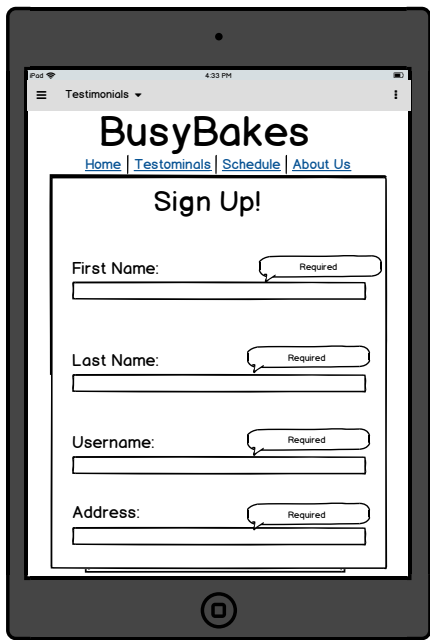 iPad 4:33 PM
Testimonials
BusyBakes
Home Testominals Schedule About Us
Sign Up!
First Name: Required
Last Name: Required
Username: Required
Address: Required